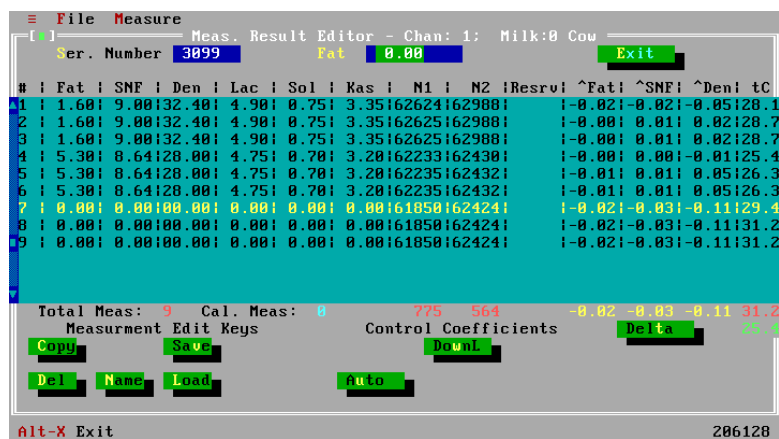 ≡ File Measure
Meas. Result Editor - Chan: 1; Milk:0 Cow
Ser. Number 3099 Fat 0.00 Exit
# ¦ Fat ¦ SNF ¦ Den ¦ Lac ¦ Sol ¦ Kas ¦ N1 ¦ N2 ¦Resrv¦ ^Fat¦ ^SNF¦ ^Den¦ tC
1 ¦ 1.60¦ 9.00¦32.40¦ 4.90¦ 0.75¦ 3.35¦62624¦62988¦ ¦-0.02¦-0.02¦-0.05¦28.1
2 ¦ 1.60¦ 9.00¦32.40¦ 4.90¦ 0.75¦ 3.35¦62625¦62988¦ ¦-0.00¦ 0.01¦ 0.02¦28.7
3 ¦ 1.60¦ 9.00¦32.40¦ 4.90¦ 0.75¦ 3.35¦62625¦62988¦ ¦-0.00¦ 0.01¦ 0.02¦28.7
4 ¦ 5.30¦ 8.64¦28.00¦ 4.75¦ 0.70¦ 3.20¦62233¦62430¦ ¦-0.00¦ 0.00¦-0.01¦25.4
5 ¦ 5.30¦ 8.64¦28.00¦ 4.75¦ 0.70¦ 3.20¦62235¦62432¦ ¦-0.01¦ 0.01¦ 0.05¦26.3
6 ¦ 5.30¦ 8.64¦28.00¦ 4.75¦ 0.70¦ 3.20¦62235¦62432¦ ¦-0.01¦ 0.01¦ 0.05¦26.3
7 ¦ 0.00¦ 0.00¦00.00¦ 0.00¦ 0.00¦ 0.00¦61850¦62424¦ ¦-0.02¦-0.03¦-0.11¦29.4
8 ¦ 0.00¦ 0.00¦00.00¦ 0.00¦ 0.00¦ 0.00¦61850¦62424¦ ¦-0.02¦-0.03¦-0.11¦31.2
9 ¦ 0.00¦ 0.00¦00.00¦ 0.00¦ 0.00¦ 0.00¦61850¦62424¦ ¦-0.02¦-0.03¦-0.11¦31.2
Total Meas: 9 Cal. Meas: 0 775 564 -0.02 -0.03 -0.11 31.2
Measurment Edit Keys Control Coefficients Delta 25.4
Copy Save DownL
Del Name Load Auto
Alt-X Exit 206128